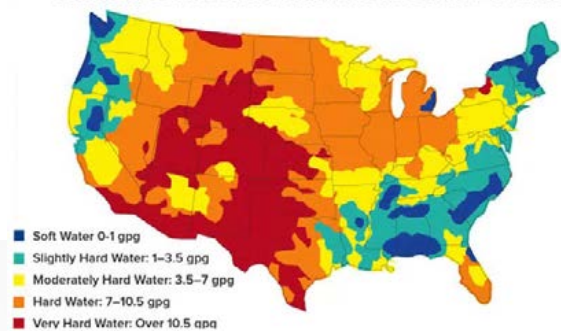 Soft Water 0-1 gpg
Slightly Hard Water: 1–3.5 gpg
Moderately Hard Water: 3.5–7 gpg
Hard Water: 7–10.5 gpg
Very Hard Water: Over 10.5 gpg